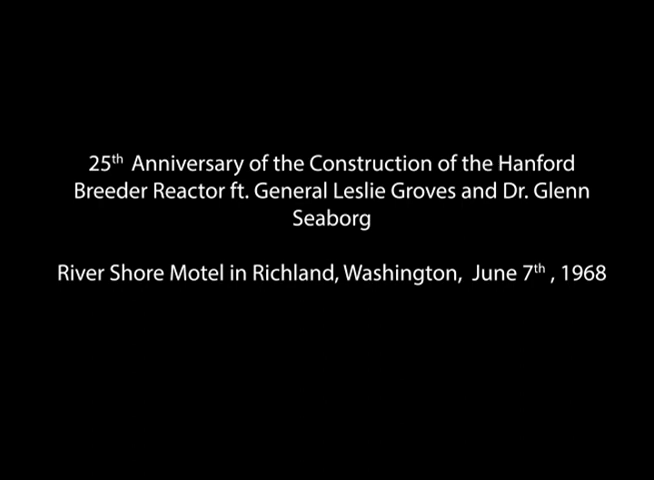 25th Anniversary of the Construction of the Hanford
Breeder Reactor ft. General Leslie Groves and Dr. Glenn
Seaborg
River Shore Motel in Richland, Washington, June 7th , 1968